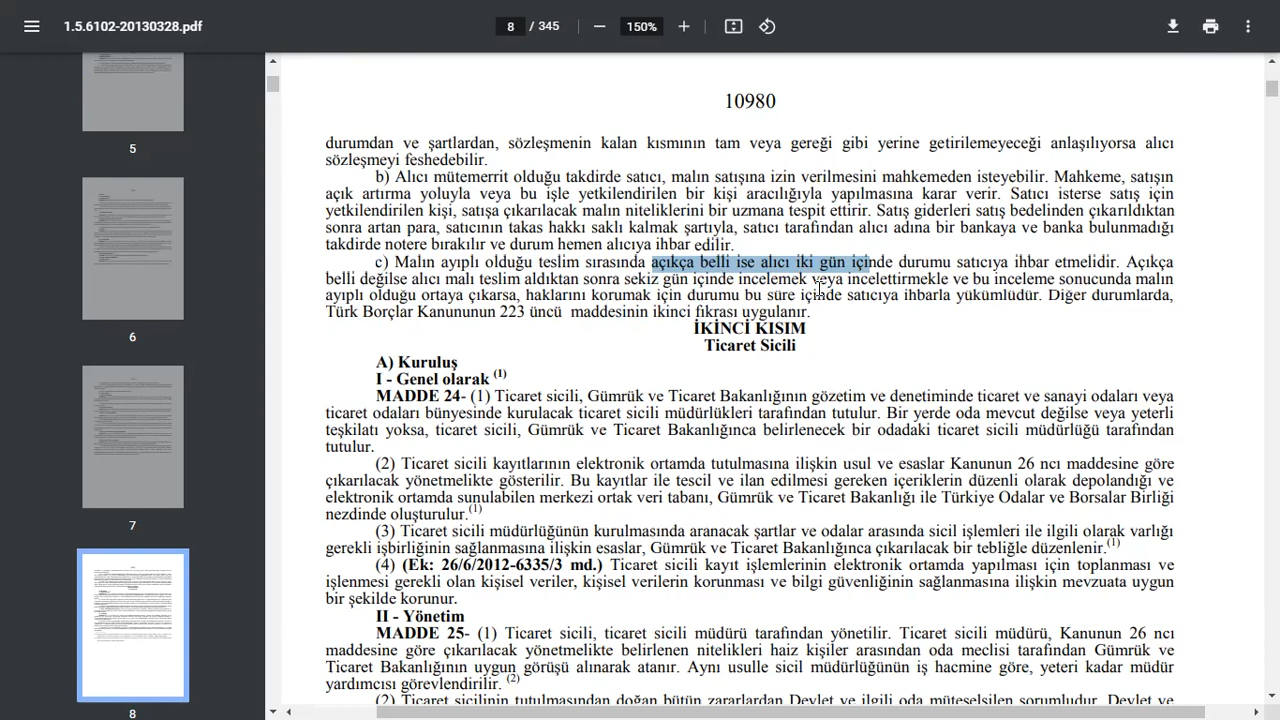 1.5.6102-20130328.pdf
8 / 345
150%
5
6
7
8
10980
durumdan ve şartlardan, sözleşmenin kalan kısmının tam veya gereği gibi yerine getirilemeyeceği anlaşılıyorsa alıcı
sözleşmeyi feshedebilir.
b) Alıcı mütemerrit olduğu takdirde satıcı, malın satışına izin verilmesini mahkemeden isteyebilir. Mahkeme, satışın
açık artırma yoluyla veya bu işle yetkilendirilen bir kişi aracılığıyla yapılmasına karar verir. Satıcı isterse satış için
yetkilendirilen kişi, satışa çıkarılacak malın niteliklerini bir uzmana tespit ettirir. Satış giderleri satış bedelinden çıkarıldıktan
sonra artan para, satıcının takas hakkı saklı kalmak şartıyla, satıcı tarafından alıcı adına bir bankaya ve banka bulunmadığı
takdirde notere bırakılır ve durum hemen alıcıya ihbar edilir.
c) Malın ayıplı olduğu teslim sırasında açıkça belli ise alıcı iki gün içinde durumu satıcıya ihbar etmelidir. Açıkça
belli değilse alıcı malı teslim aldıktan sonra sekiz gün içinde incelemek veya incelettirmekle ve bu inceleme sonucunda malın
ayıplı olduğu ortaya çıkarsa, haklarını korumak için durumu bu süre içinde satıcıya ihbarla yükümlüdür. Diğer durumlarda,
Türk Borçlar Kanununun 223 üncü maddesinin ikinci fıkrası uygulanır.
İKİNCİ KISIM
Ticaret Sicili
A) Kuruluş
I - Genel olarak (1)
MADDE 24- (1) Ticaret sicili, Gümrük ve Ticaret Bakanlığının gözetim ve denetiminde ticaret ve sanayi odaları veya
ticaret odaları bünyesinde kurulacak ticaret sicili müdürlükleri tarafından tutulur. Bir yerde oda mevcut değilse veya yeterli
teşkilatı yoksa, ticaret sicili, Gümrük ve Ticaret Bakanlığınca belirlenecek bir odadaki ticaret sicili müdürlüğü tarafından
tutulur.
(2) Ticaret sicili kayıtlarının elektronik ortamda tutulmasına ilişkin usul ve esaslar Kanunun 26 ncı maddesine göre
çıkarılacak yönetmelikte gösterilir. Bu kayıtlar ile tescil ve ilan edilmesi gereken içeriklerin düzenli olarak depolandığı ve
elektronik ortamda sunulabilen merkezi ortak veri tabanı, Gümrük ve Ticaret Bakanlığı ile Türkiye Odalar ve Borsalar Birliği
nezdinde oluşturulur.(1)
(3) Ticaret sicili müdürlüğünün kurulmasında aranacak şartlar ve odalar arasında sicil işlemleri ile ilgili olarak varlığı
gerekli işbirliğinin sağlanmasına ilişkin esaslar, Gümrük ve Ticaret Bakanlığınca çıkarılacak bir tebliğle düzenlenir.(1)
(4) (Ek: 26/6/2012- Ticaret sicili kayıt işlemlerinin elektronik ortamda yapılması için toplanması ve
işlenmesi gerekli olan kişisel veriler, kişisel verilerin korunması ve bilgi güvenliğinin sağlanmasına ilişkin mevzuata uygun
bir şekilde korunur.
II - Yönetim
MADDE 25- (1) Ticaret sicili, ticaret sicili müdürü tarafından yönetilir. Ticaret sicili müdürü, Kanunun 26 ncı
maddesine göre çıkarılacak yönetmelikte belirlenen nitelikleri haiz kişiler arasından oda meclisi tarafından Gümrük ve
Ticaret Bakanlığının uygun görüşü alınarak atanır. Aynı usulle sicil müdürlüğünün iş hacmine göre, yeteri kadar müdür
yardımcısı görevlendirilir. (2)
(2) Ticaret sicilinin tutulmasından doğan bütün zararlardan Devlet ve ilgili oda müteselsilen sorumludur. Devlet ve